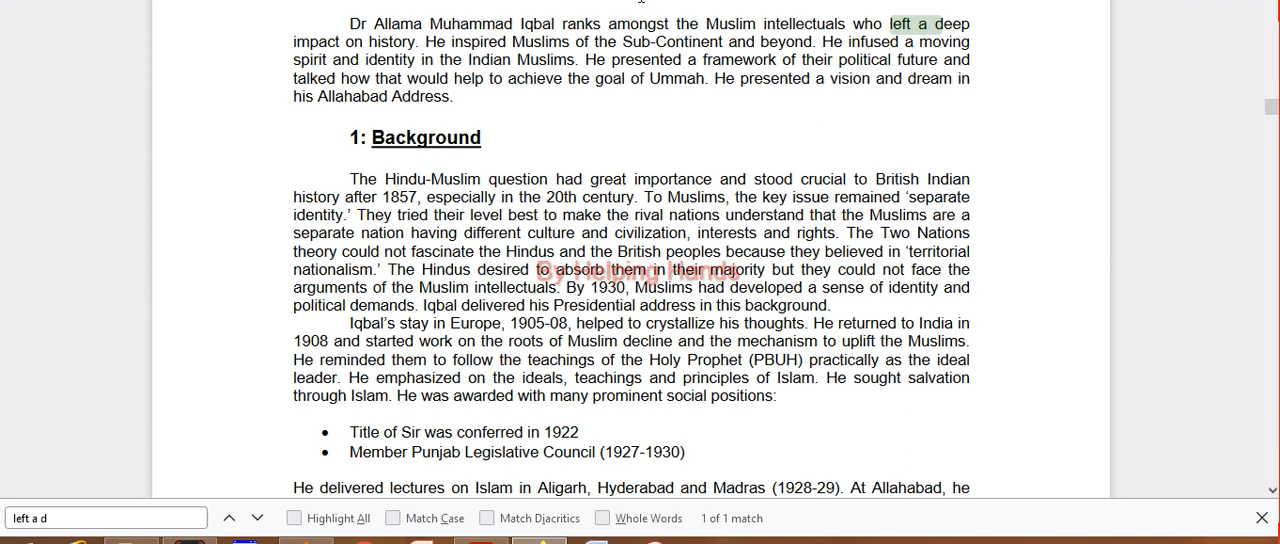 Dr Allama Muhammad Iqbal ranks amongst the Muslim intellectuals who left a deep
impact on history. He inspired Muslims of the Sub-Continent and beyond. He infused a moving
spirit and identity in the Indian Muslims. He presented a framework of their political future and
talked how that would help to achieve the goal of Ummah. He presented a vision and dream in
his Allahabad Address.
1: Background
The Hindu-Muslim question had great importance and stood crucial to British Indian
history after 1857, especially in the 20th century. To Muslims, the key issue remained ‘separate
identity.’ They tried their level best to make the rival nations understand that the Muslims are a
separate nation having different culture and civilization, interests and rights. The Two Nations
theory could not fascinate the Hindus and the British peoples because they believed in ‘territorial
nationalism.’ The Hindus desired to absorb them in their majority but they could not face the
By Helping Hands
arguments of the Muslim intellectuals. By 1930, Muslims had developed a sense of identity and
political demands. Iqbal delivered his Presidential address in this background.
Iqbal’s stay in Europe, 1905-08, helped to crystallize his thoughts. He returned to India in
1908 and started work on the roots of Muslim decline and the mechanism to uplift the Muslims.
He reminded them to follow the teachings of the Holy Prophet (PBUH) practically as the ideal
leader. He emphasized on the ideals, teachings and principles of Islam. He sought salvation
through Islam. He was awarded with many prominent social positions:
• Title of Sir was conferred in 1922
• Member Punjab Legislative Council (1927-1930)
He delivered lectures on Islam in Aligarh, Hyderabad and Madras (1928-29). At Allahabad, he
left a d Highlight All Match Case Match Diacritics Whole Words 1 of 1 match